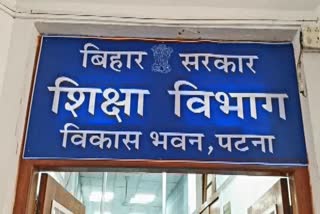 बिहार सरकार
शिक्षा विभाग
विकास भवन, पटना